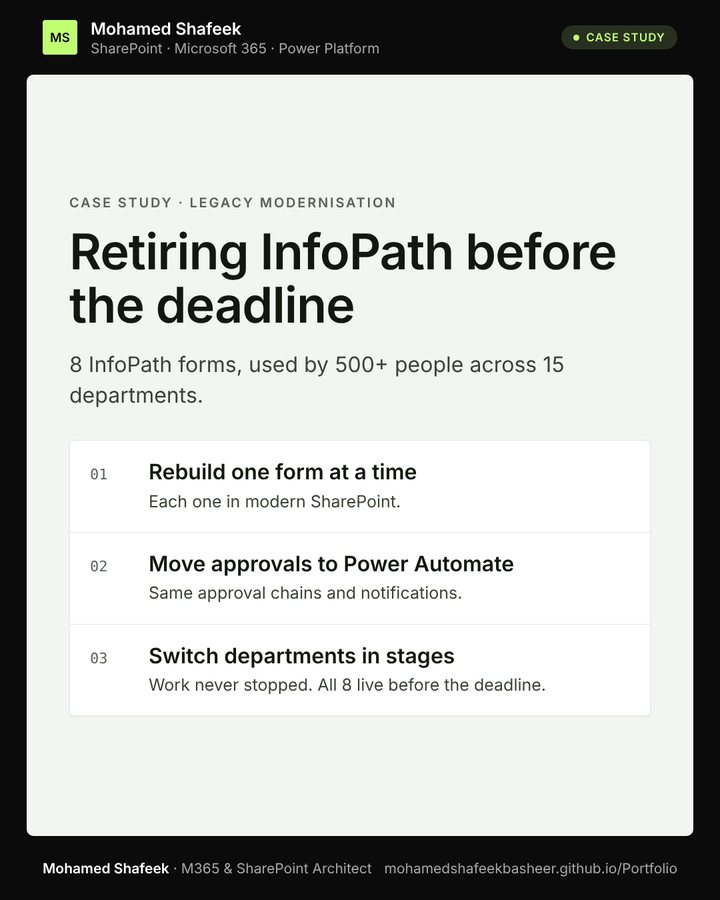 MS
Mohamed Shafeek
SharePoint · Microsoft 365 · Power Platform
CASE STUDY
CASE STUDY · LEGACY MODERNISATION
Retiring InfoPath before
the deadline
8 InfoPath forms, used by 500+ people across 15
departments.
01
Rebuild one form at a time
Each one in modern SharePoint.
02
Move approvals to Power Automate
Same approval chains and notifications.
03
Switch departments in stages
Work never stopped. All 8 live before the deadline.
Mohamed Shafeek · M365 & SharePoint Architect
mohamedshafeekbasheer.github.io/Portfolio